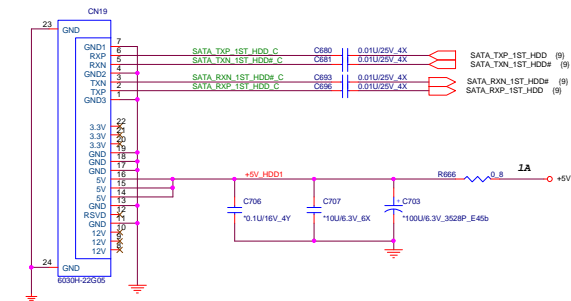 CN19
23 GND
GND1 7
RXP 6 SATA_TXP_1ST_HDD_C C680 0.01U/25V_4X SATA_TXP_1ST_HDD (9)
RXN 5 SATA_TXN_1ST_HDD#_C C681 0.01U/25V_4X SATA_TXN_1ST_HDD# (9)
GND2 4
TXN 3 SATA_RXN_1ST_HDD#_C C693 0.01U/25V_4X SATA_RXN_1ST_HDD# (9)
TXP 2 SATA_RXP_1ST_HDD_C C696 0.01U/25V_4X SATA_RXP_1ST_HDD (9)
GND3 1
3.3V 22
3.3V 21
3.3V 20
GND 19
GND 18
GND 17
5V 16 +5V_HDD1 R666 0_8 1A +5V
5V 15
5V 14
GND 13
RSVD 12
GND 11
12V 10
12V 9
12V 8
C706 C707 + C703
*0.1U/16V_4Y *10U/6.3V_6X *100U/6.3V_3528P_E45b
24 GND
6030H-22G05